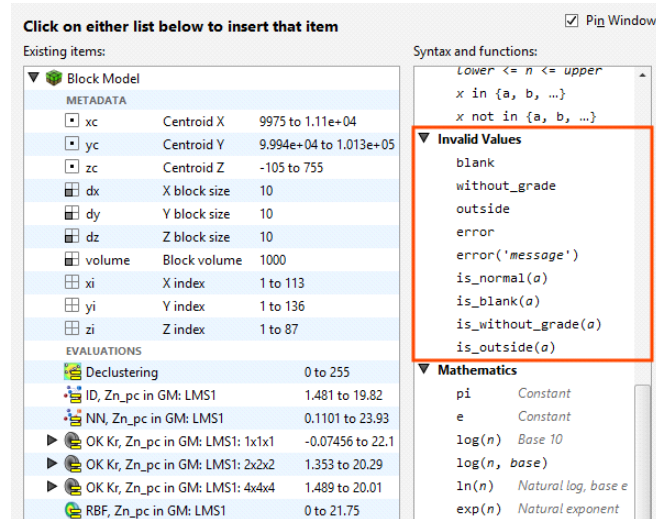 Click on either list below to insert that item
Pin Window
Existing items:
Block Model
METADATA
xc Centroid X 9975 to 1.11e+04
yc Centroid Y 9.994e+04 to 1.013e+05
zc Centroid Z -105 to 755
dx X block size 10
dy Y block size 10
dz Z block size 10
volume Block volume 1000
xi X index 1 to 113
yi Y index 1 to 136
zi Z index 1 to 87
EVALUATIONS
Declustering 0 to 255
ID, Zn_pc in GM: LMS1 1.481 to 19.82
NN, Zn_pc in GM: LMS1 0.1101 to 23.93
OK Kr, Zn_pc in GM: LMS1: 1x1x1 -0.07456 to 22.1
OK Kr, Zn_pc in GM: LMS1: 2x2x2 1.353 to 20.29
OK Kr, Zn_pc in GM: LMS1: 4x4x4 1.489 to 20.01
RBF, Zn_pc in GM: LMS1 0 to 21.75
Syntax and functions:
lower <= n <= upper
x in {a, b, …}
x not in {a, b, …}
Invalid Values
blank
without_grade
outside
error
error('message')
is_normal(a)
is_blank(a)
is_without_grade(a)
is_outside(a)
Mathematics
pi Constant
e Constant
log(n) Base 10
log(n, base)
ln(n) Natural log, base e
exp(n) Natural exponent